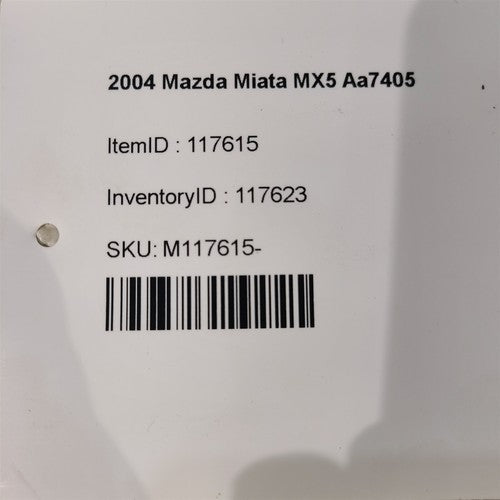 2004 Mazda Miata MX5 Aa7405
ItemID : 117615
InventoryID : 117623
SKU: M117615-